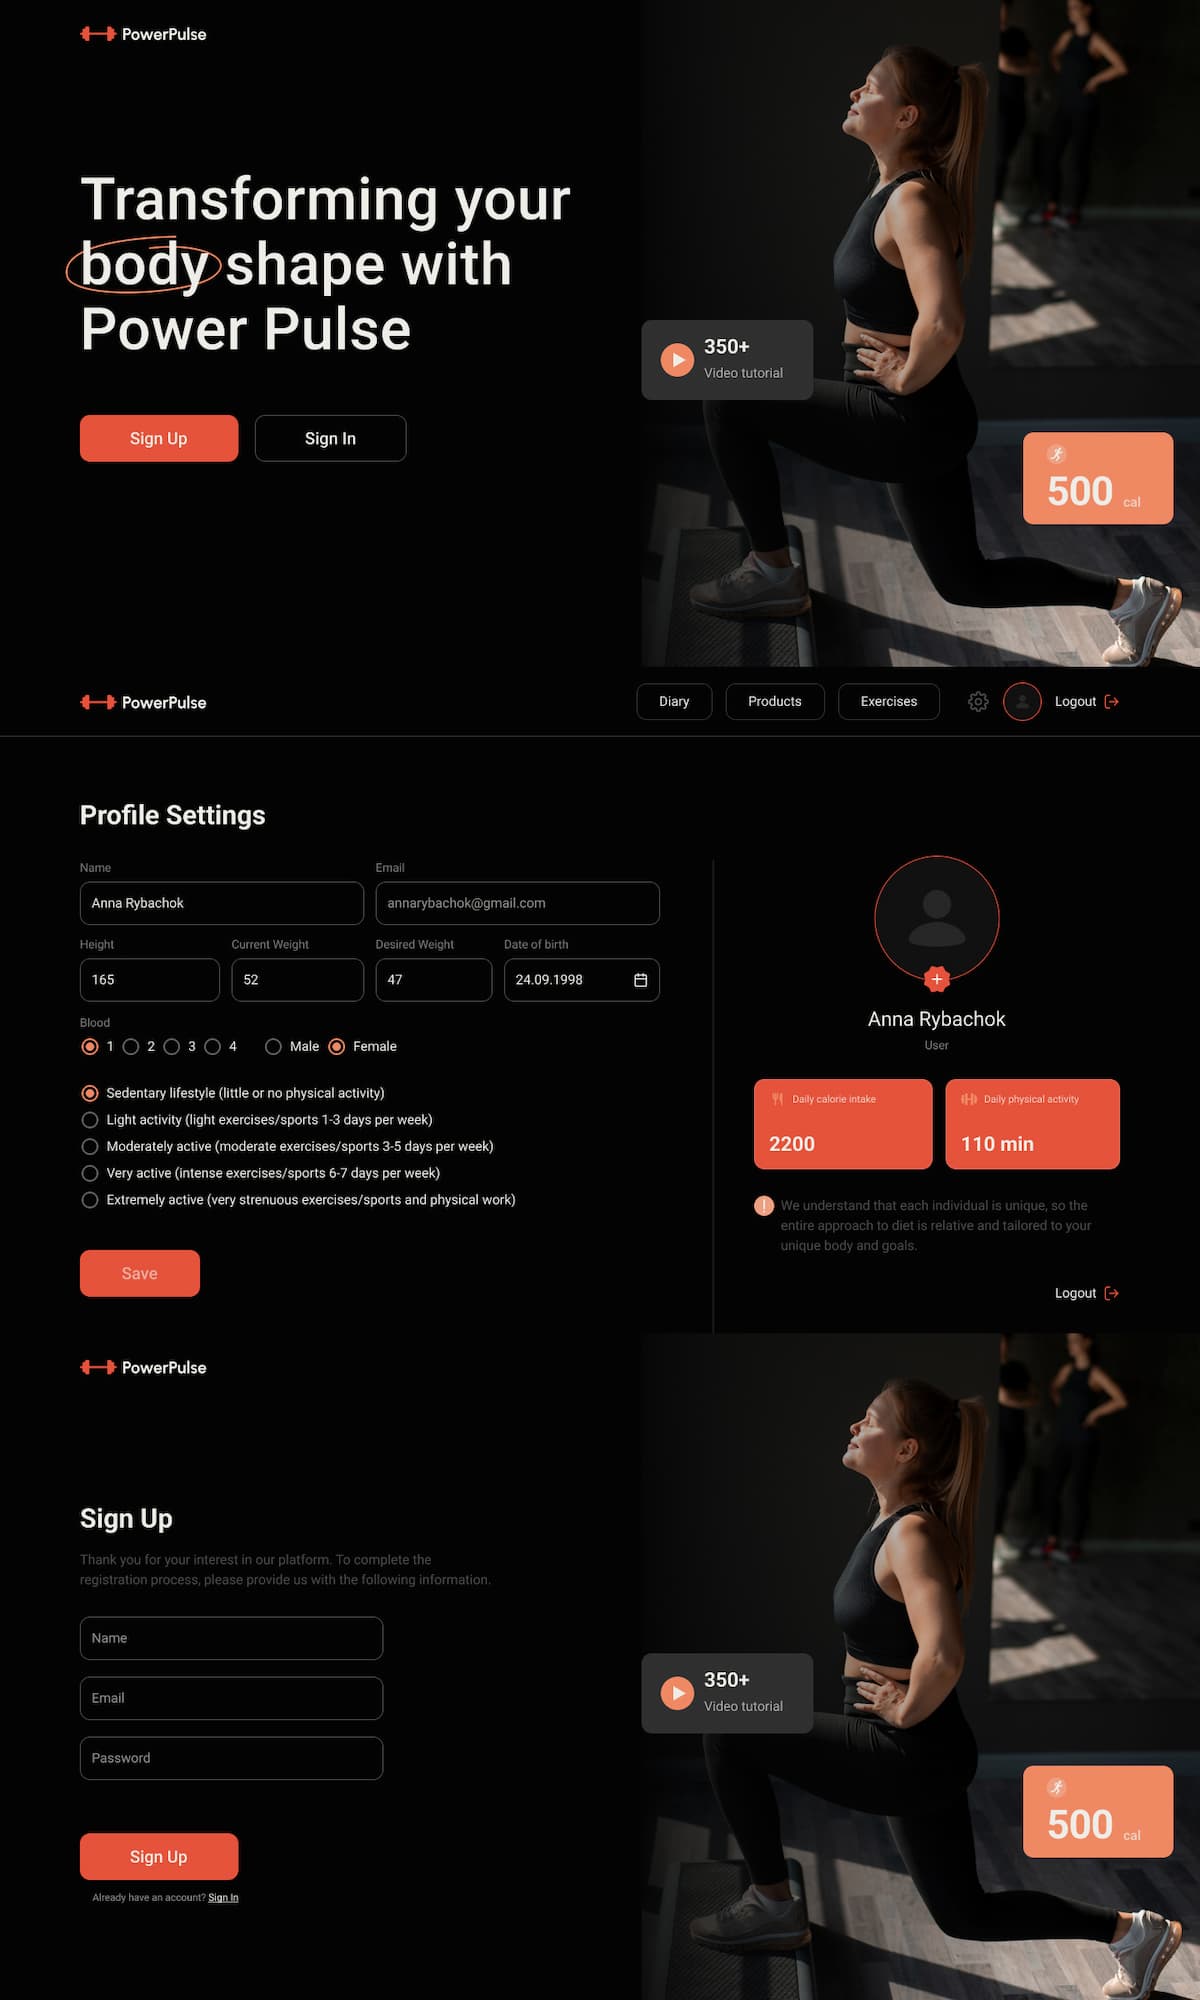 PowerPulse
Transforming your
body shape with
Power Pulse
Sign Up
Sign In
350+
Video tutorial
500 cal
PowerPulse
Diary
Products
Exercises
Logout
Profile Settings
Name
Email
Anna Rybachok
annarybachok@gmail.com
Height
Current Weight
Desired Weight
Date of birth
165
52
47
24.09.1998
Blood
1 2 3 4 Male Female
Sedentary lifestyle (little or no physical activity)
Light activity (light exercises/sports 1-3 days per week)
Moderately active (moderate exercises/sports 3-5 days per week)
Very active (intense exercises/sports 6-7 days per week)
Extremely active (very strenuous exercises/sports and physical work)
Save
Anna Rybachok
User
Daily calorie intake
2200
Daily physical activity
110 min
We understand that each individual is unique, so the
entire approach to diet is relative and tailored to your
unique body and goals.
Logout
PowerPulse
Sign Up
Thank you for your interest in our platform. To complete the
registration process, please provide us with the following information.
Name
Email
Password
Sign Up
Already have an account? Sign In
350+
Video tutorial
500 cal